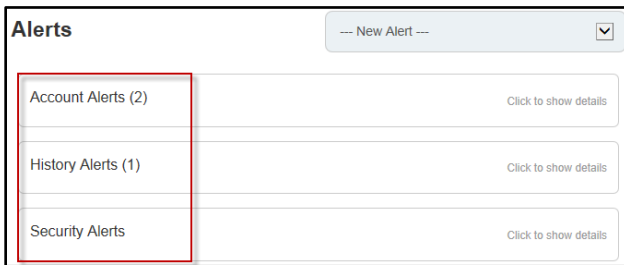 Alerts
--- New Alert ---
Account Alerts (2)
Click to show details
History Alerts (1)
Click to show details
Security Alerts
Click to show details